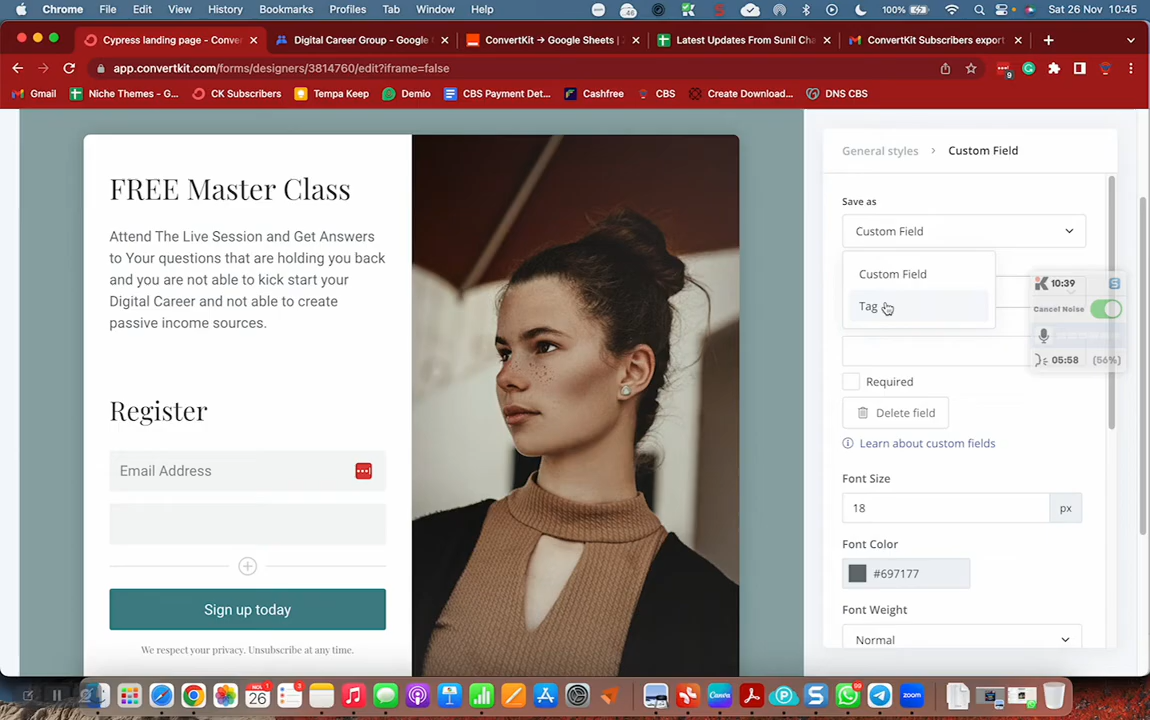 Chrome File Edit View History Bookmarks Profiles Tab Window Help 46 100% Sat 26 Nov 10:45
Cypress landing page - Conver Digital Career Group - Google ConvertKit → Google Sheets | Z Latest Updates From Sunil Cha ConvertKit Subscribers export
app.convertkit.com/forms/designers/3814760/edit?iframe=false 9
Gmail Niche Themes – G... CK Subscribers Tempa Keep Demio CBS Payment Det... Cashfree CBS Create Download... DNS CBS
General styles > Custom Field
FREE Master Class
Attend The Live Session and Get Answers
to Your questions that are holding you back
and you are not able to kick start your
Digital Career and not able to create
passive income sources.
Register
Email Address
Sign up today
We respect your privacy. Unsubscribe at any time.
Save as
Custom Field
Custom Field
Tag
10:39
Cancel Noise
05:58 (56%)
Required
Delete field
Learn about custom fields
Font Size
18 px
Font Color
#697177
Font Weight
Normal